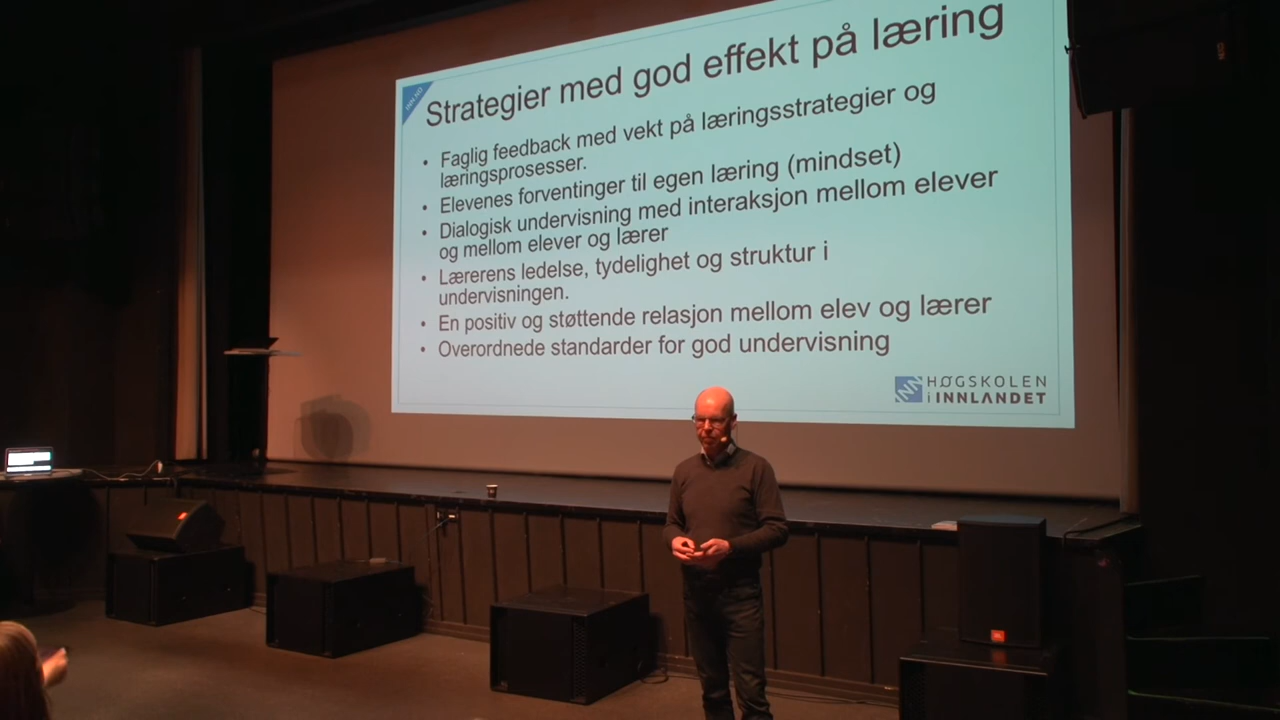 Strategier med god effekt på læring
• Faglig feedback med vekt på læringsstrategier og
læringsprosesser.
• Elevenes forventinger til egen læring (mindset)
• Dialogisk undervisning med interaksjon mellom elever
og mellom elever og lærer
• Lærerens ledelse, tydelighet og struktur i
undervisningen.
• En positiv og støttende relasjon mellom elev og lærer
• Overordnede standarder for god undervisning
HØGSKOLEN
i INNLANDET
INN